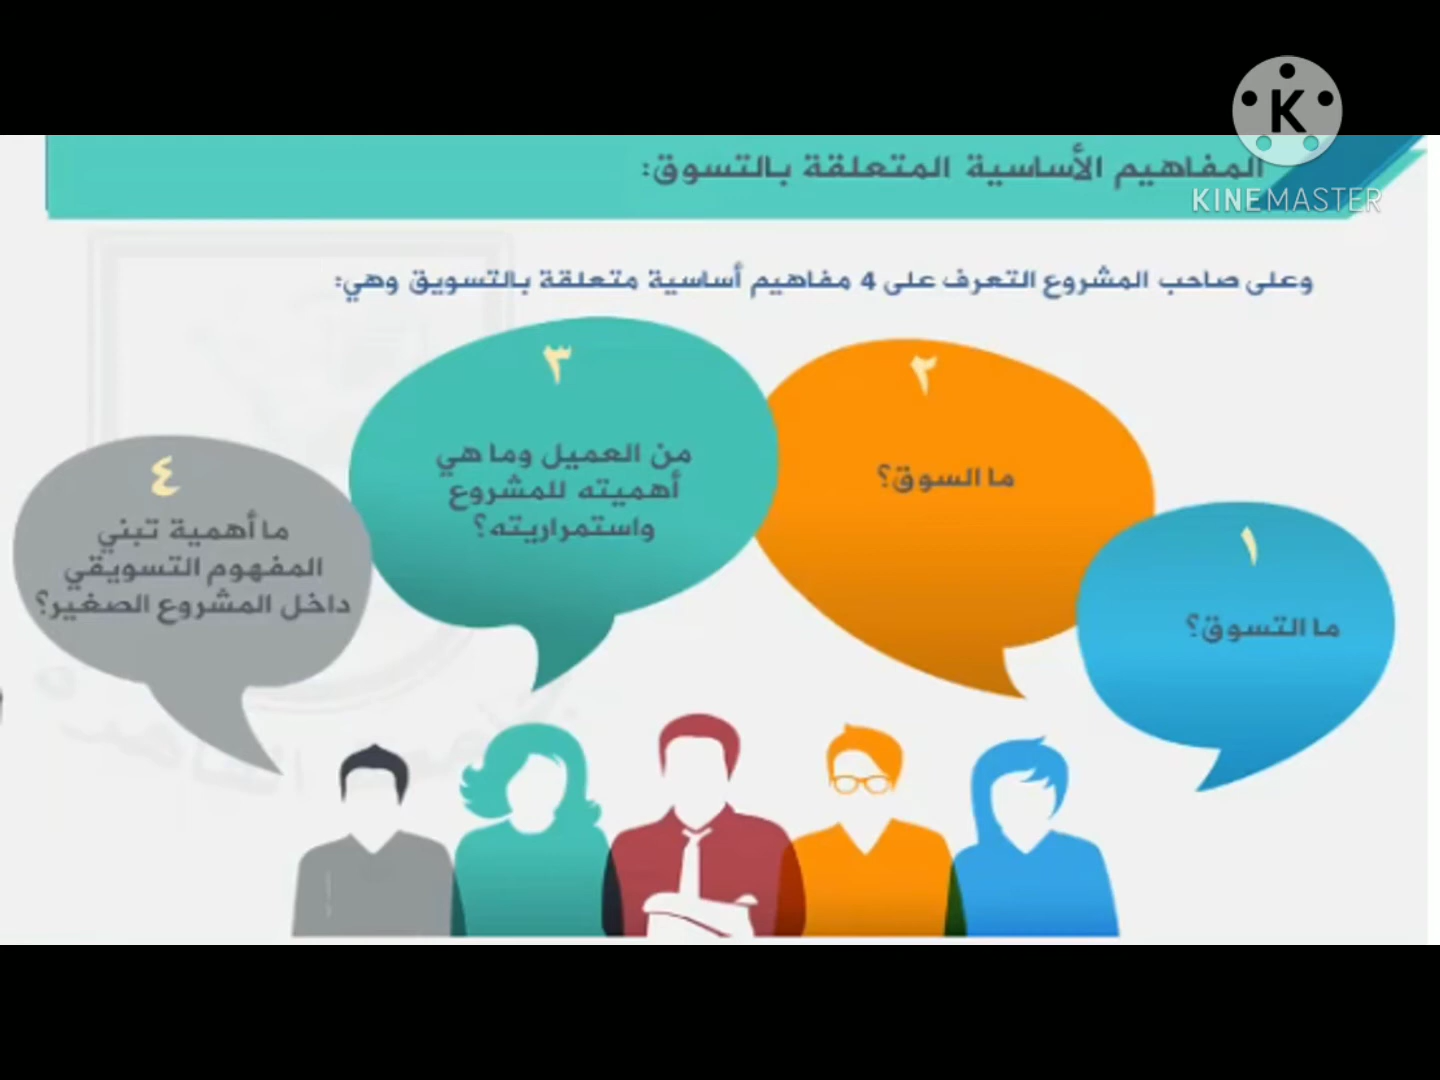 K
KINEMASTER
المفاهيم الأساسية المتعلقة بالتسوق:
وعلى صاحب المشروع التعرف على 4 مفاهيم أساسية متعلقة بالتسويق وهي:
١
ما التسوق؟
٢
ما السوق؟
٣
من العميل وما هي
أهميته للمشروع
واستمراريته؟
٤
ما أهمية تبني
المفهوم التسويقي
داخل المشروع الصغير؟